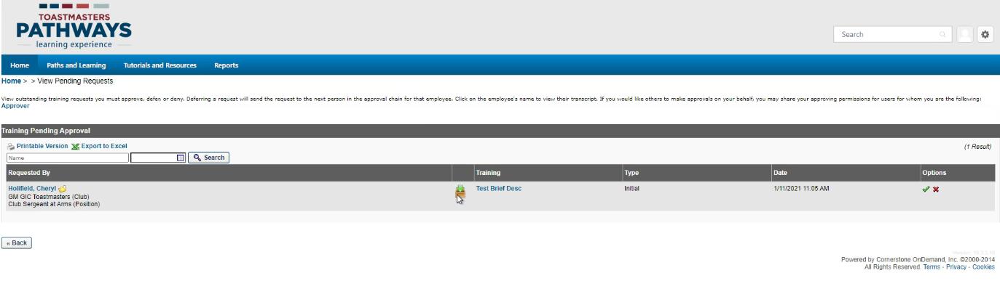 TOASTMASTERS
PATHWAYS
learning experience
Search
Home Paths and Learning Tutorials and Resources Reports
Home > > View Pending Requests
View outstanding training requests you must approve, defer, or deny. Deferring a request will send the request to the next person in the approval chain for that employee. Click on the employee's name to view their transcript. If you would like others to make approvals on your behalf, you may share your approving permissions for users for whom you are the following:
Approver
Training Pending Approval
Printable Version Export to Excel (1 Result)
Name Search
Requested By Training Type Date Options
Holifield, Cheryl Test Brief Desc Initial 1/11/2021 11:05 AM
GM GIC Toastmasters (Club)
Club Sergeant at Arms (Position)
« Back
Powered by Cornerstone OnDemand, Inc. ©2000-2014
All Rights Reserved. Terms - Privacy - Cookies